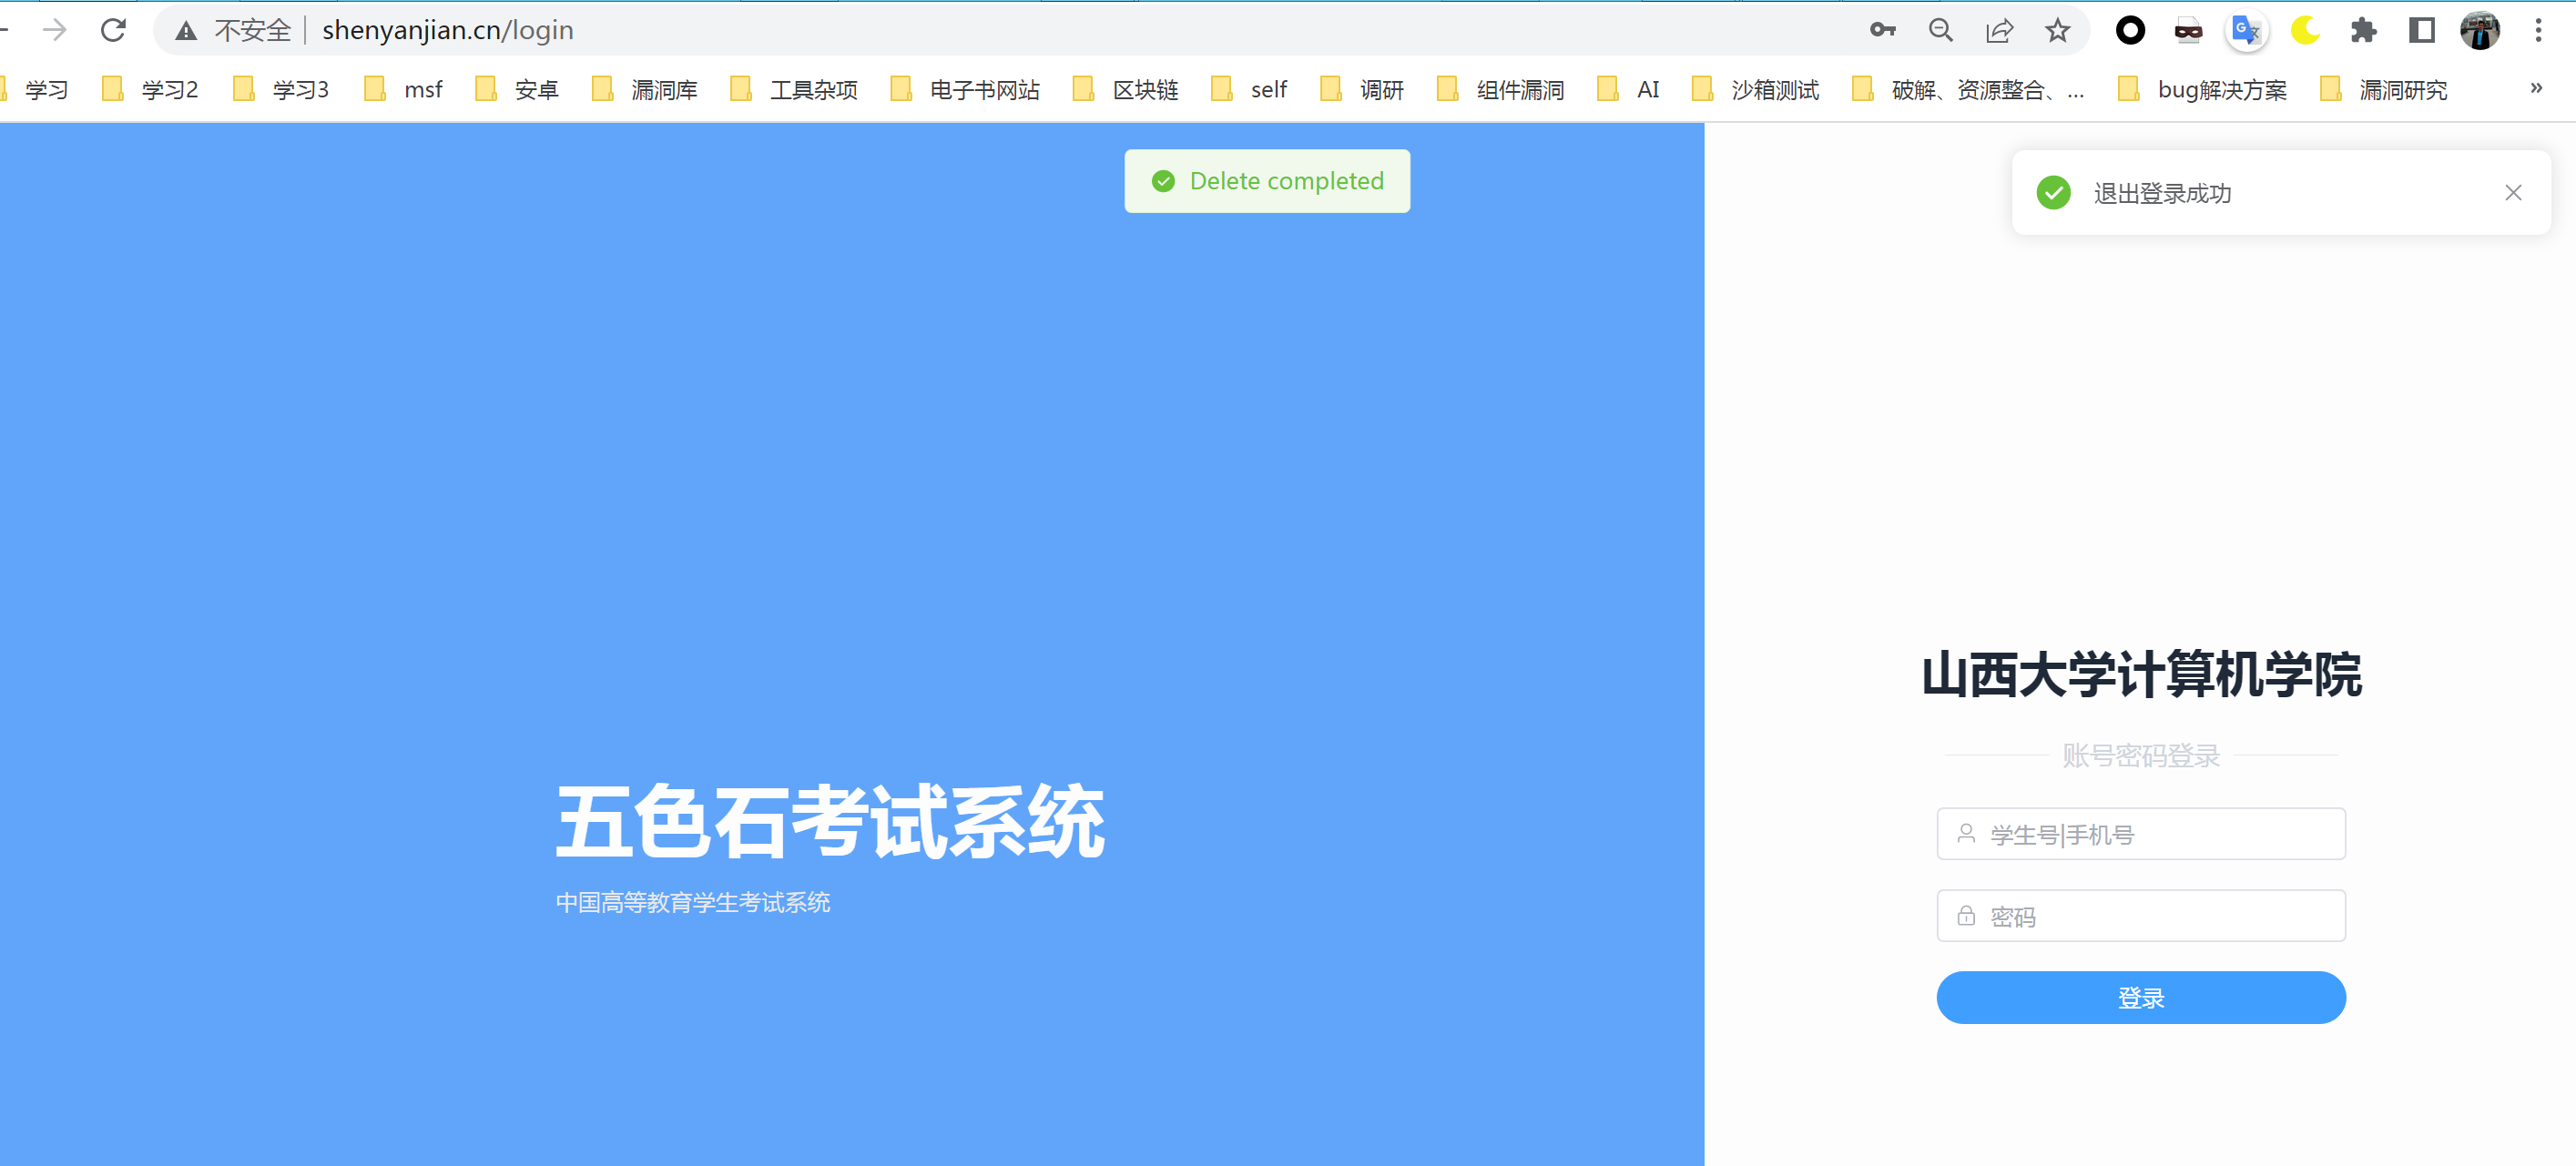 不安全 shenyanjian.cn/login
学习 学习2 学习3 msf 安卓 漏洞库 工具杂项 电子书网站 区块链 self 调研 组件漏洞 AI 沙箱测试 破解、资源整合、... bug解决方案 漏洞研究 »
Delete completed
退出登录成功
五色石考试系统
中国高等教育学生考试系统
山西大学计算机学院
账号密码登录
学生号|手机号
密码
登录